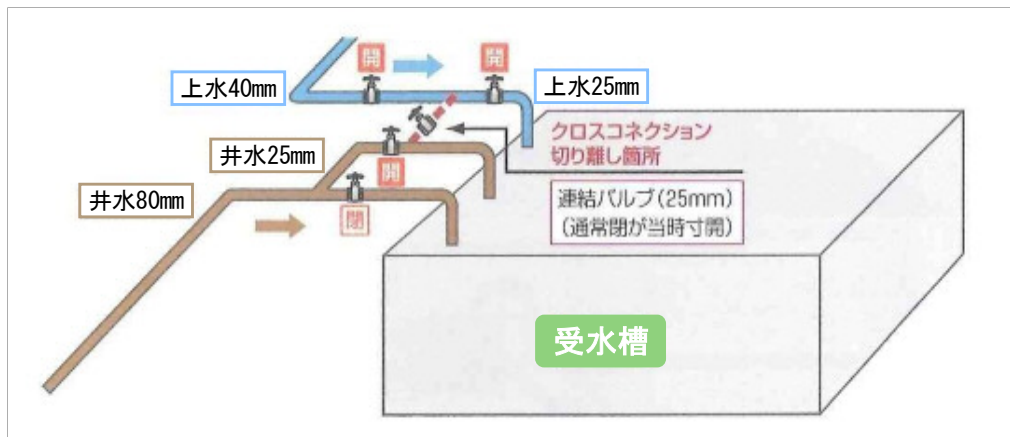 開
開
上水40mm
上水25mm
クロスコネクション
切り離し箇所
井水25mm
開
井水80mm
閉
連結バルブ(25mm)
(通常閉が当時寸開)
受水槽